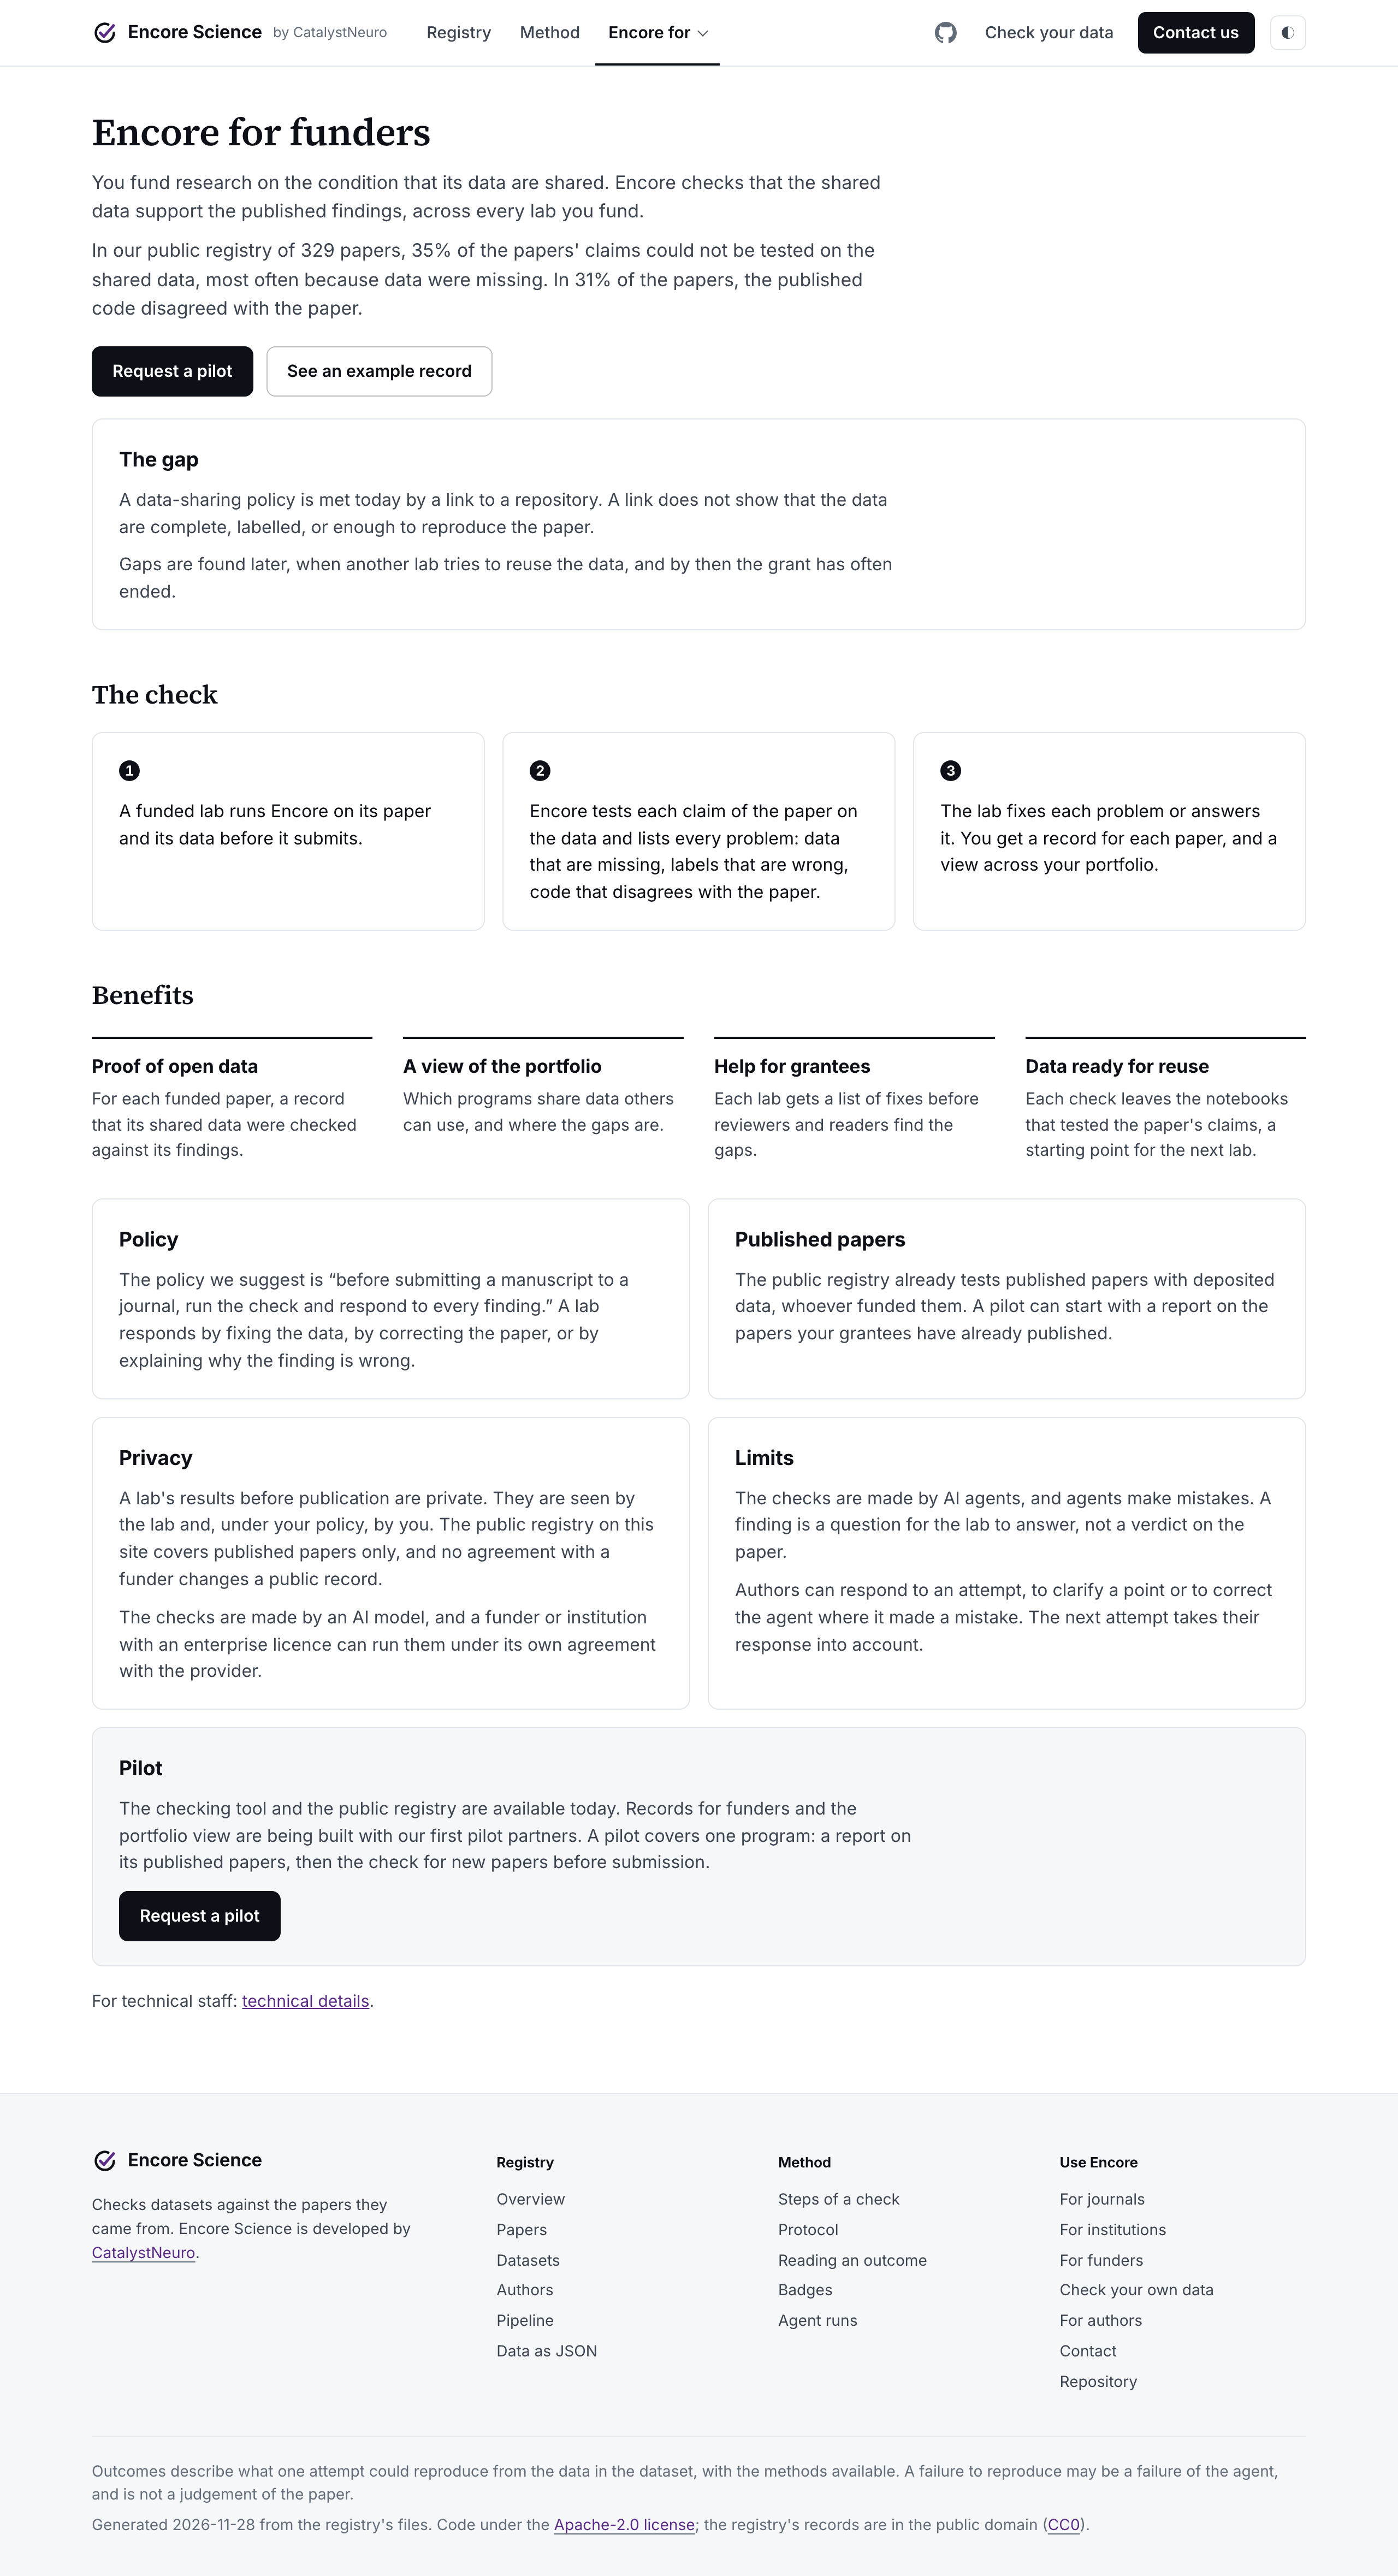 Encore Science by CatalystNeuro Registry Method Encore for Check your data Contact us
Encore for funders
You fund research on the condition that its data are shared. Encore checks that the shared
data support the published findings, across every lab you fund.
In our public registry of 329 papers, 35% of the papers' claims could not be tested on the
shared data, most often because data were missing. In 31% of the papers, the published
code disagreed with the paper.
Request a pilot See an example record
The gap
A data-sharing policy is met today by a link to a repository. A link does not show that the data
are complete, labelled, or enough to reproduce the paper.
Gaps are found later, when another lab tries to reuse the data, and by then the grant has often
ended.
The check
1
A funded lab runs Encore on its paper
and its data before it submits.
2
Encore tests each claim of the paper on
the data and lists every problem: data
that are missing, labels that are wrong,
code that disagrees with the paper.
3
The lab fixes each problem or answers
it. You get a record for each paper, and a
view across your portfolio.
Benefits
Proof of open data
For each funded paper, a record
that its shared data were checked
against its findings.
A view of the portfolio
Which programs share data others
can use, and where the gaps are.
Help for grantees
Each lab gets a list of fixes before
reviewers and readers find the
gaps.
Data ready for reuse
Each check leaves the notebooks
that tested the paper's claims, a
starting point for the next lab.
Policy
The policy we suggest is “before submitting a manuscript to a
journal, run the check and respond to every finding.” A lab
responds by fixing the data, by correcting the paper, or by
explaining why the finding is wrong.
Published papers
The public registry already tests published papers with deposited
data, whoever funded them. A pilot can start with a report on the
papers your grantees have already published.
Privacy
A lab's results before publication are private. They are seen by
the lab and, under your policy, by you. The public registry on this
site covers published papers only, and no agreement with a
funder changes a public record.
The checks are made by an AI model, and a funder or institution
with an enterprise licence can run them under its own agreement
with the provider.
Limits
The checks are made by AI agents, and agents make mistakes. A
finding is a question for the lab to answer, not a verdict on the
paper.
Authors can respond to an attempt, to clarify a point or to correct
the agent where it made a mistake. The next attempt takes their
response into account.
Pilot
The checking tool and the public registry are available today. Records for funders and the
portfolio view are being built with our first pilot partners. A pilot covers one program: a report on
its published papers, then the check for new papers before submission.
Request a pilot
For technical staff: technical details.
Encore Science
Checks datasets against the papers they
came from. Encore Science is developed by
CatalystNeuro.
Registry
Overview
Papers
Datasets
Authors
Pipeline
Data as JSON
Method
Steps of a check
Protocol
Reading an outcome
Badges
Agent runs
Use Encore
For journals
For institutions
For funders
Check your own data
For authors
Contact
Repository
Outcomes describe what one attempt could reproduce from the data in the dataset, with the methods available. A failure to reproduce may be a failure of the agent,
and is not a judgement of the paper.
Generated 2026-11-28 from the registry's files. Code under the Apache-2.0 license; the registry's records are in the public domain (CC0).